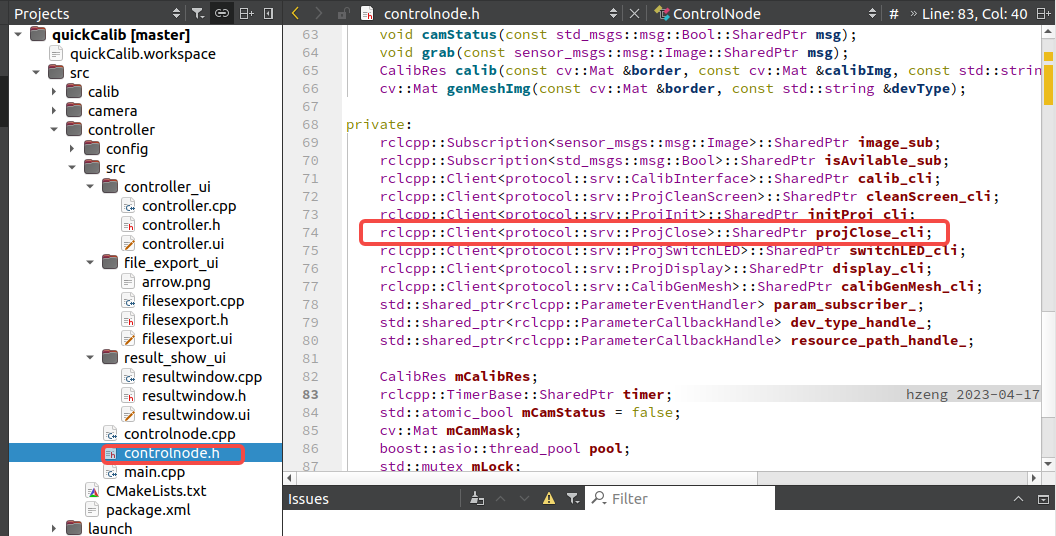 Projects
controlnode.h
ControlNode
#
» Line: 83, Col: 40
quickCalib [master]
quickCalib.workspace
src
calib
camera
controller
config
src
controller_ui
controller.cpp
controller.h
controller.ui
file_export_ui
arrow.png
filesexport.cpp
filesexport.h
filesexport.ui
result_show_ui
resultwindow.cpp
resultwindow.h
resultwindow.ui
controlnode.cpp
controlnode.h
main.cpp
CMakeLists.txt
package.xml
launch
63 void camStatus(const std_msgs::msg::Bool::SharedPtr msg);
64 void grab(const sensor_msgs::msg::Image::SharedPtr msg);
65 CalibRes calib(const cv::Mat &border, const cv::Mat &calibImg, const std::strin
66 cv::Mat genMeshImg(const cv::Mat &border, const std::string &devType);
67
68 private:
69 rclcpp::Subscription<sensor_msgs::msg::Image>::SharedPtr image_sub;
70 rclcpp::Subscription<std_msgs::msg::Bool>::SharedPtr isAvilable_sub;
71 rclcpp::Client<protocol::srv::CalibInterface>::SharedPtr calib_cli;
72 rclcpp::Client<protocol::srv::ProjCleanScreen>::SharedPtr cleanScreen_cli;
73 rclcpp::Client<protocol::srv::ProjInit>::SharedPtr initProj_cli;
74 rclcpp::Client<protocol::srv::ProjClose>::SharedPtr projClose_cli;
75 rclcpp::Client<protocol::srv::ProjSwitchLED>::SharedPtr switchLED_cli;
76 rclcpp::Client<protocol::srv::ProjDisplay>::SharedPtr display_cli;
77 rclcpp::Client<protocol::srv::CalibGenMesh>::SharedPtr calibGenMesh_cli;
78 std::shared_ptr<rclcpp::ParameterEventHandler> param_subscriber_;
79 std::shared_ptr<rclcpp::ParameterCallbackHandle> dev_type_handle_;
80 std::shared_ptr<rclcpp::ParameterCallbackHandle> resource_path_handle_;
81
82 CalibRes mCalibRes;
83 rclcpp::TimerBase::SharedPtr timer; hzeng 2023-04-17
84 std::atomic_bool mCamStatus = false;
85 cv::Mat mCamMask;
86 boost::asio::thread_pool pool;
87 std::mutex mLock;
Issues
Filter